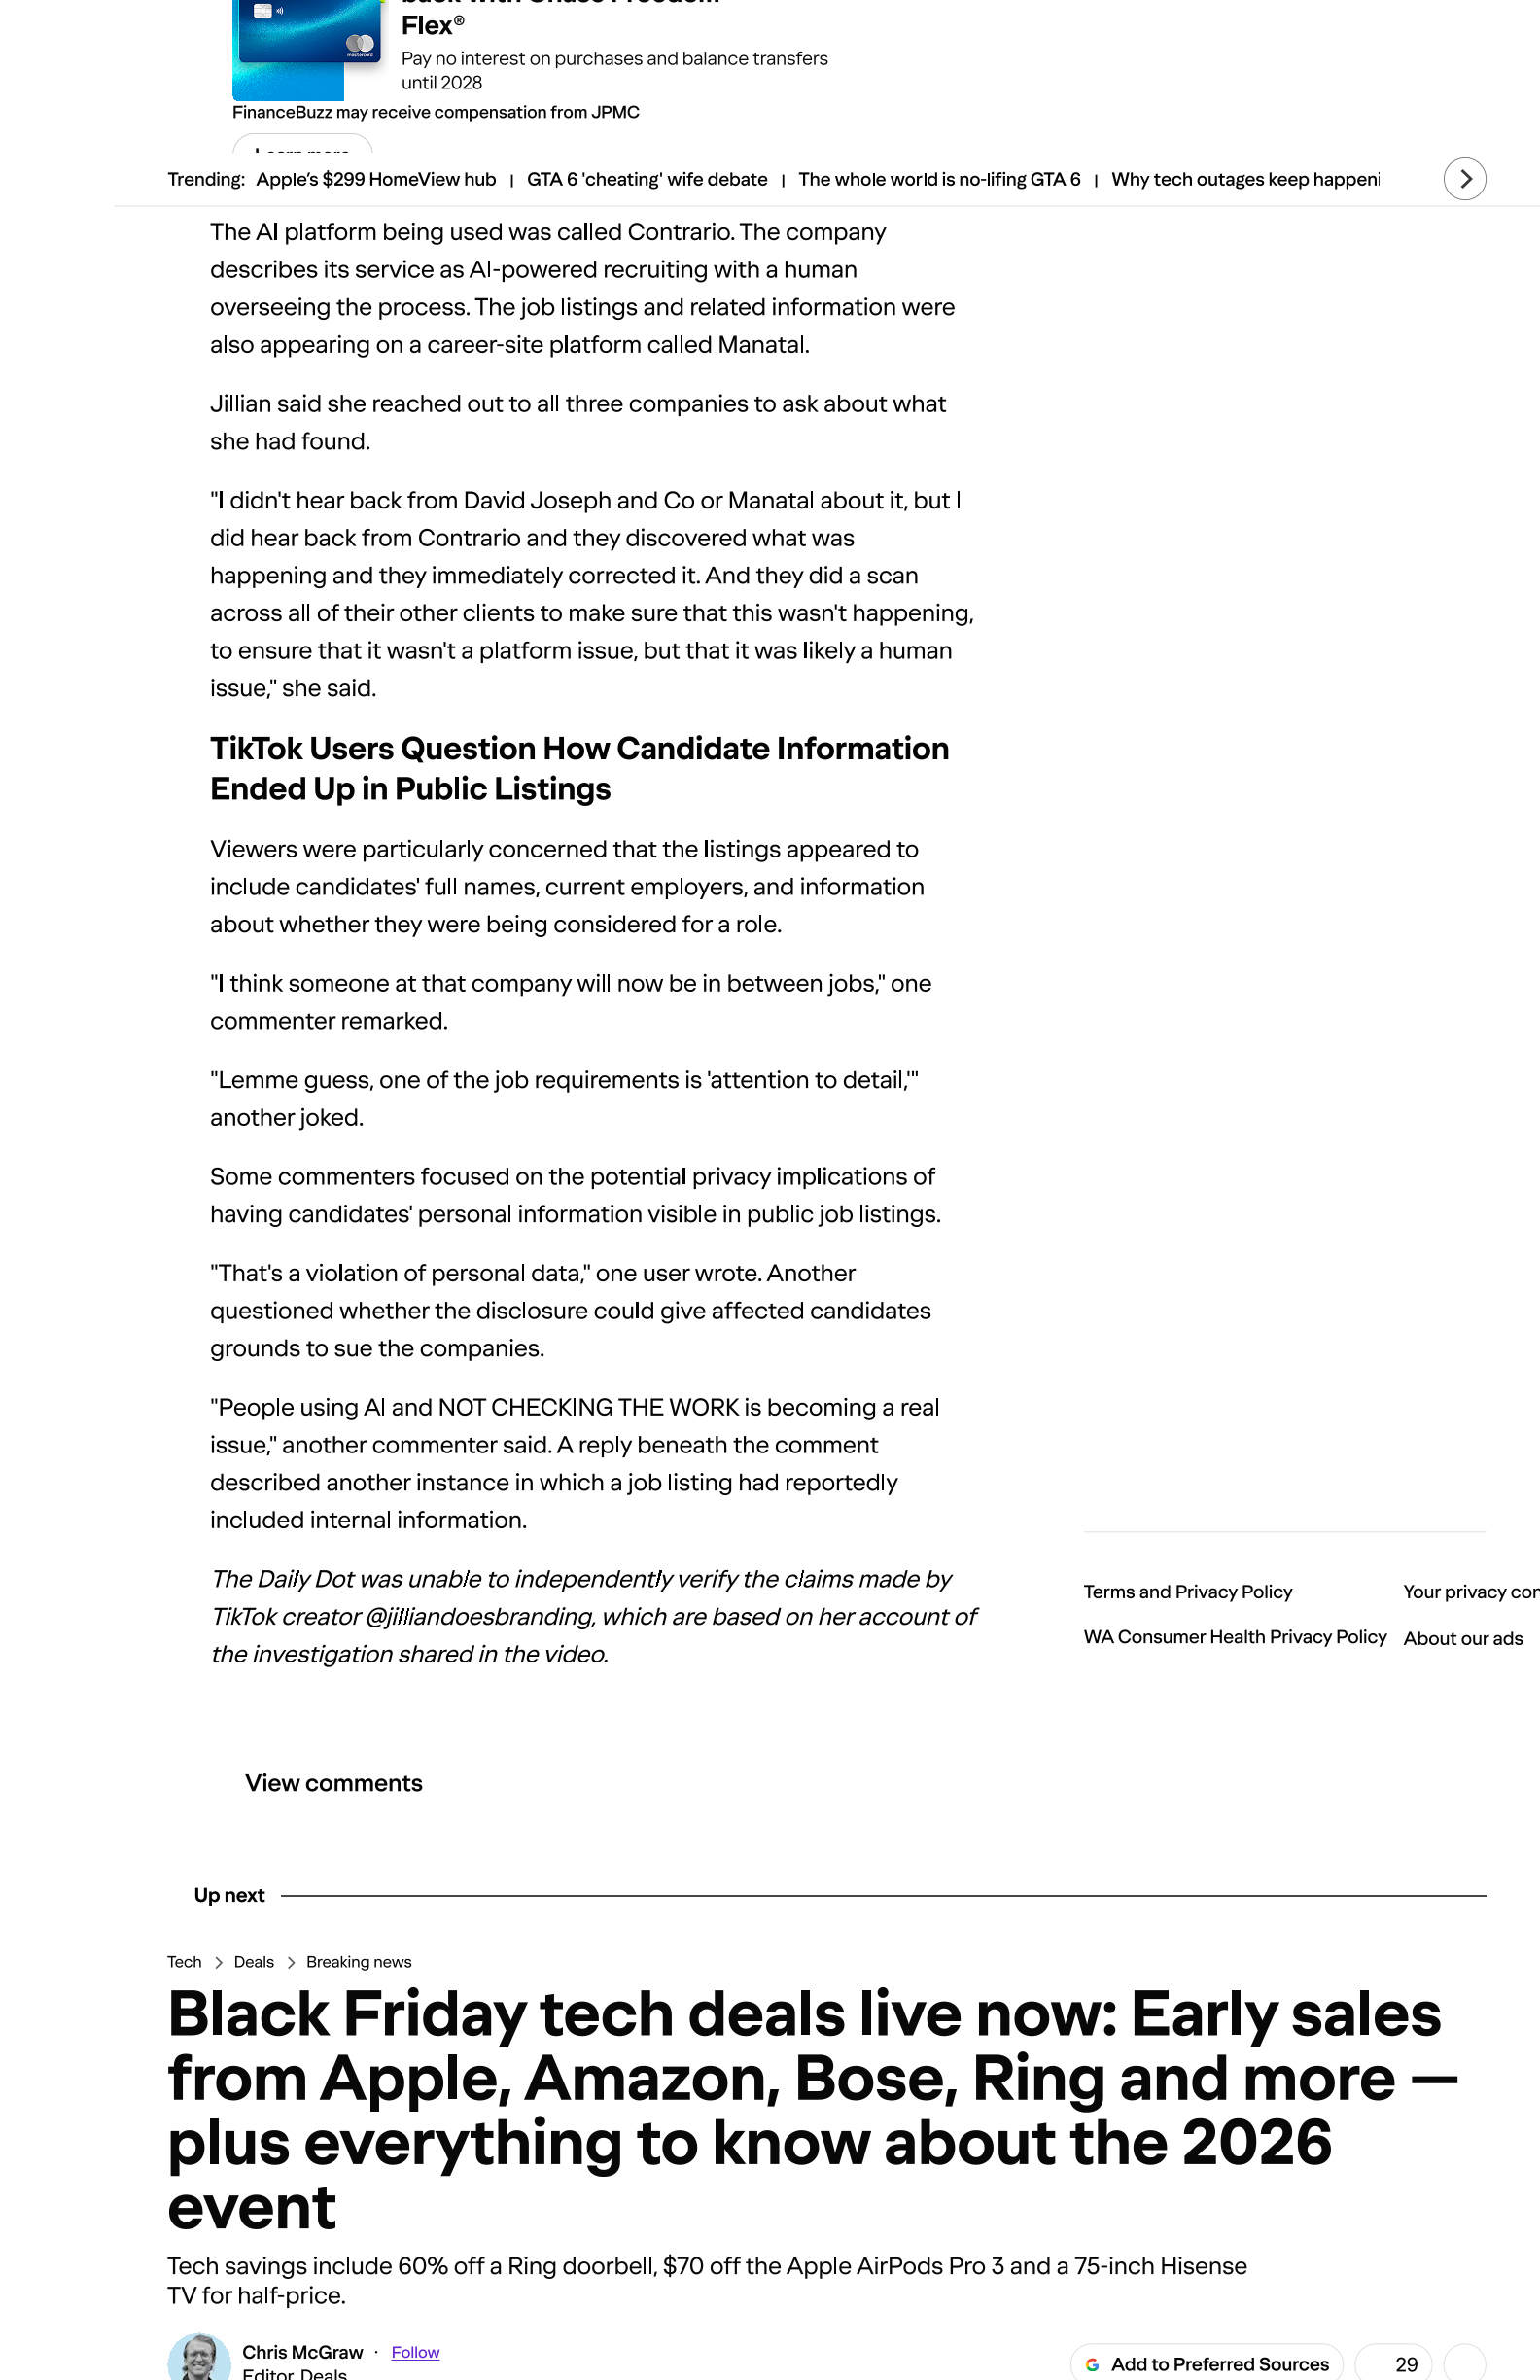 Flex®
Pay no interest on purchases and balance transfers
until 2028
FinanceBuzz may receive compensation from JPMC
Trending: Apple's $299 HomeView hub | GTA 6 'cheating' wife debate | The whole world is no-lifing GTA 6 | Why tech outages keep happeni
The AI platform being used was called Contrario. The company
describes its service as AI-powered recruiting with a human
overseeing the process. The job listings and related information were
also appearing on a career-site platform called Manatal.
Jillian said she reached out to all three companies to ask about what
she had found.
"I didn't hear back from David Joseph and Co or Manatal about it, but I
did hear back from Contrario and they discovered what was
happening and they immediately corrected it. And they did a scan
across all of their other clients to make sure that this wasn't happening,
to ensure that it wasn't a platform issue, but that it was likely a human
issue," she said.
TikTok Users Question How Candidate Information
Ended Up in Public Listings
Viewers were particularly concerned that the listings appeared to
include candidates' full names, current employers, and information
about whether they were being considered for a role.
"I think someone at that company will now be in between jobs," one
commenter remarked.
"Lemme guess, one of the job requirements is 'attention to detail,'"
another joked.
Some commenters focused on the potential privacy implications of
having candidates' personal information visible in public job listings.
"That's a violation of personal data," one user wrote. Another
questioned whether the disclosure could give affected candidates
grounds to sue the companies.
"People using AI and NOT CHECKING THE WORK is becoming a real
issue," another commenter said. A reply beneath the comment
described another instance in which a job listing had reportedly
included internal information.
The Daily Dot was unable to independently verify the claims made by
TikTok creator @jilliandoesbranding, which are based on her account of
the investigation shared in the video.
Terms and Privacy Policy
Your privacy con
WA Consumer Health Privacy Policy
About our ads
View comments
Up next
Tech > Deals > Breaking news
Black Friday tech deals live now: Early sales
from Apple, Amazon, Bose, Ring and more —
plus everything to know about the 2026
event
Tech savings include 60% off a Ring doorbell, $70 off the Apple AirPods Pro 3 and a 75-inch Hisense
TV for half-price.
Chris McGraw · Follow
Editor, Deals
Add to Preferred Sources
29